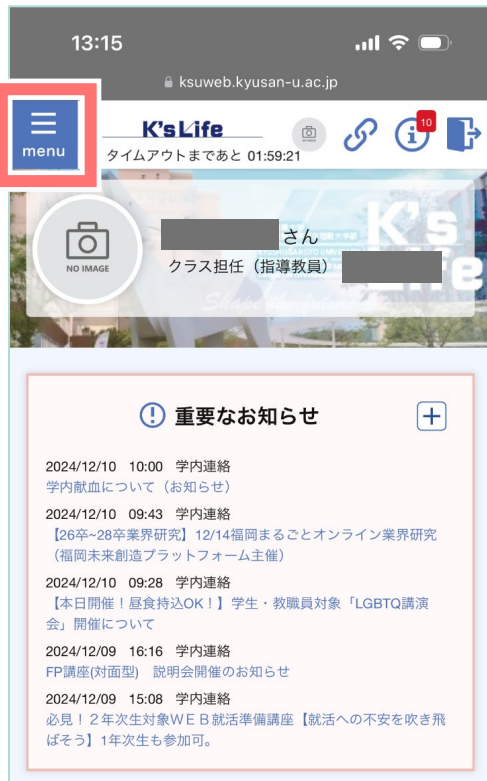 13:15
ksuweb.kyusan-u.ac.jp
menu
K's Life
10
タイムアウトまであと 01:59:21
K's
Life
NO IMAGE
さん
クラス担任（指導教員）
重要なお知らせ
2024/12/10 10:00 学内連絡
学内献血について（お知らせ）
2024/12/10 09:43 学内連絡
【26卒~28卒業界研究】12/14福岡まるごとオンライン業界研究
（福岡未来創造プラットフォーム主催）
2024/12/10 09:28 学内連絡
【本日開催！昼食持込OK！】学生・教職員対象「LGBTQ講演
会」開催について
2024/12/09 16:16 学内連絡
FP講座(対面型)　説明会開催のお知らせ
2024/12/09 15:08 学内連絡
必見！２年次生対象ＷＥＢ就活準備講座【就活への不安を吹き飛
ばそう】1年次生も参加可。